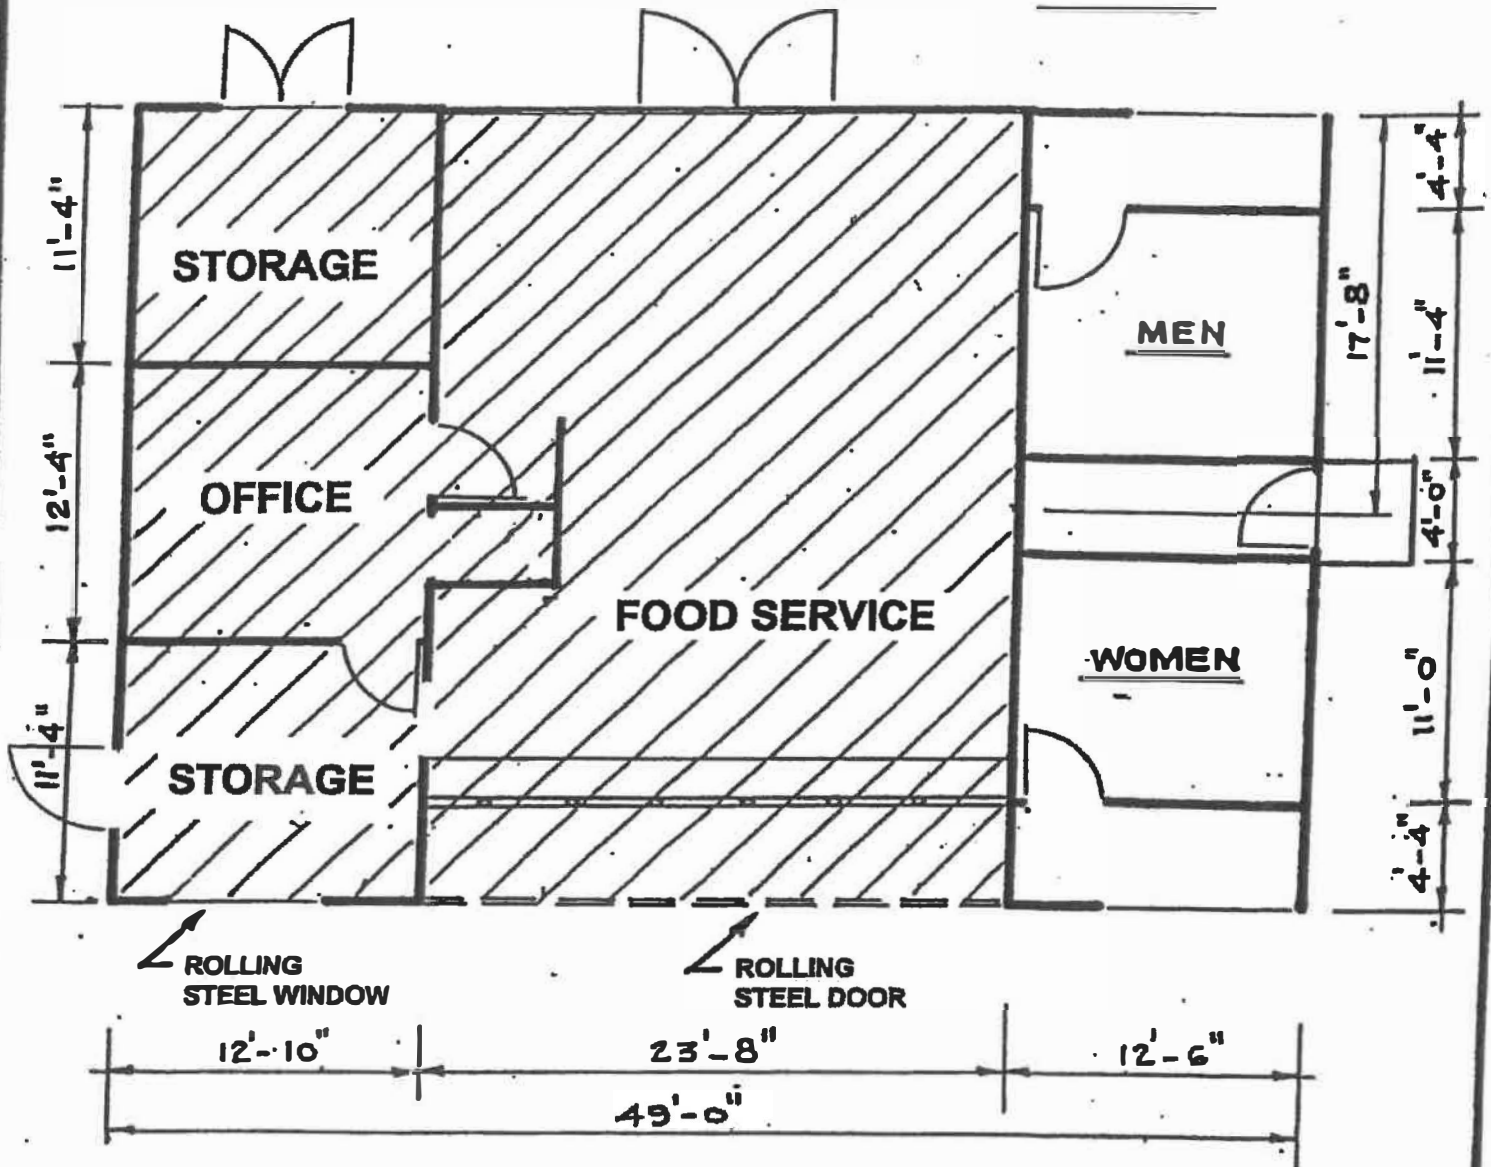 11'-4"
STORAGE
12'-4"
OFFICE
11'-4"
STORAGE
FOOD SERVICE
MEN
WOMEN
4'-4"
17'-8"
11'-4"
4'-0"
11'-0"
4'-4"
ROLLING
STEEL WINDOW
ROLLING
STEEL DOOR
12'-10"
23'-8"
12'-6"
49'-0"